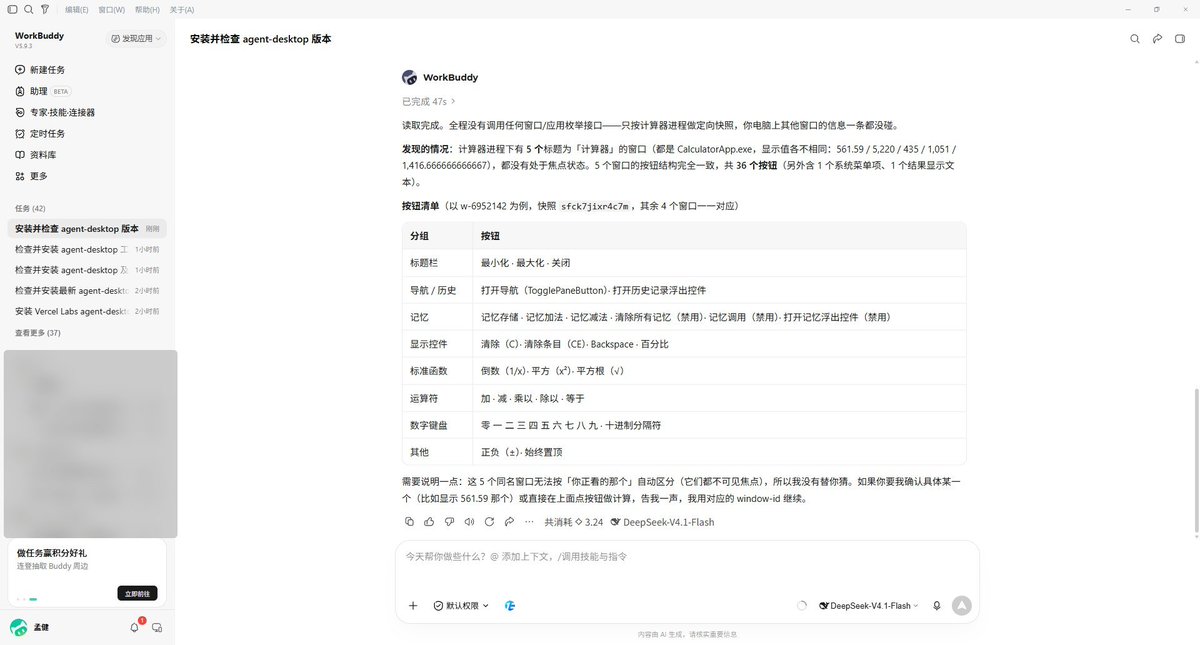 编辑(E) 窗口(W) 帮助(H) 关于(A)
WorkBuddy
V5.9.3
发现应用
新建任务
助理 BETA
专家·技能·连接器
定时任务
资料库
更多
任务 (42)
安装并检查 agent-desktop 版本 刚刚
检查并安装 agent-desktop 工 1小时前
检查并安装 agent-desktop 及 1小时前
检查并安装最新 agent-deskto 2小时前
安装 Vercel Labs agent-deskt 2小时前
查看更多 (37)
做任务赢积分好礼
连登抽取 Buddy 周边
立即前往
孟健
1
安装并检查 agent-desktop 版本
WorkBuddy
已完成 47s
读取完成。全程没有调用任何窗口/应用枚举接口——只按计算器进程做定向快照，你电脑上其他窗口的信息一条都没碰。
发现的情况：计算器进程下有 5 个标题为「计算器」的窗口（都是 CalculatorApp.exe，显示值各不相同：561.59 / 5,220 / 435 / 1,051 /
1,416.666666666667），都没有处于焦点状态。5 个窗口的按钮结构完全一致，共 36 个按钮（另外含 1 个系统菜单项、1 个结果显示文
本）。
按钮清单（以 w-6952142 为例，快照 sfck7jixr4c7m，其余 4 个窗口一一对应）
分组 按钮
标题栏 最小化 · 最大化 · 关闭
导航 / 历史 打开导航（TogglePaneButton）· 打开历史记录浮出控件
记忆 记忆存储 · 记忆加法 · 记忆减法 · 清除所有记忆（禁用）· 记忆调用（禁用）· 打开记忆浮出控件（禁用）
显示控件 清除（C）· 清除条目（CE）· Backspace · 百分比
标准函数 倒数（1/x）· 平方（x²）· 平方根（√）
运算符 加 · 减 · 乘以 · 除以 · 等于
数字键盘 零 一 二 三 四 五 六 七 八 九 · 十进制分隔符
其他 正负（±）· 始终置顶
需要说明一点：这 5 个同名窗口无法按「你正看的那个」自动区分（它们都不可见焦点），所以我没有替你猜。如果你要我确认具体某一
个（比如显示 561.59 那个）或直接在上面点按钮做计算，告我一声，我用对应的 window-id 继续。
共消耗 3.24 DeepSeek-V4.1-Flash
今天帮你做些什么？@ 添加上下文，/调用技能与指令
默认权限
DeepSeek-V4.1-Flash
内容由 AI 生成，请核实重要信息